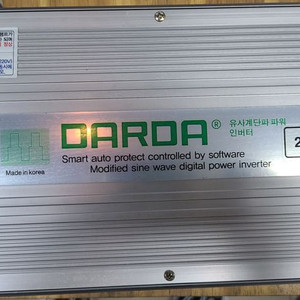 DARDA®
유사계단파 파워
인버터
2
Smart auto protect controlled by software
Modified sine wave digital power inverter
Made in korea